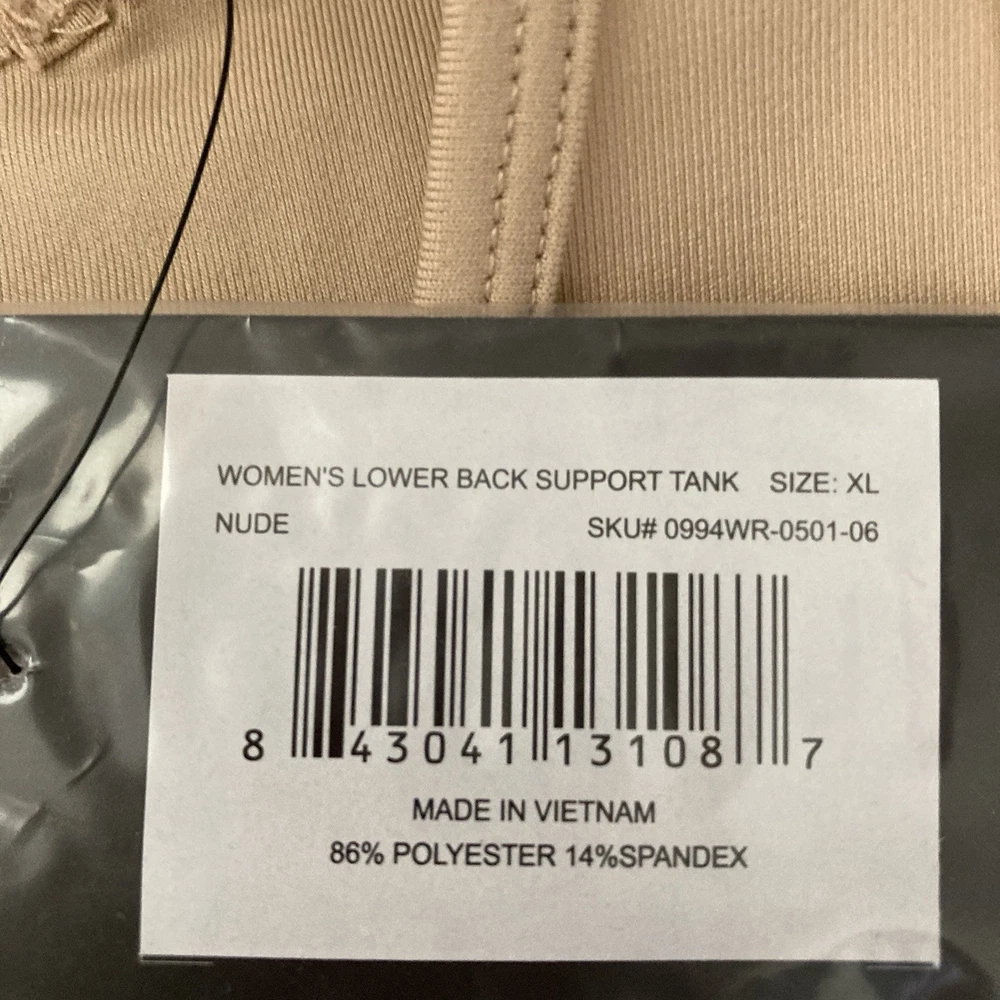 WOMEN'S LOWER BACK SUPPORT TANK SIZE: XL
NUDE SKU# 0994WR-0501-06
8 43041 13108 7
MADE IN VIETNAM
86% POLYESTER 14%SPANDEX